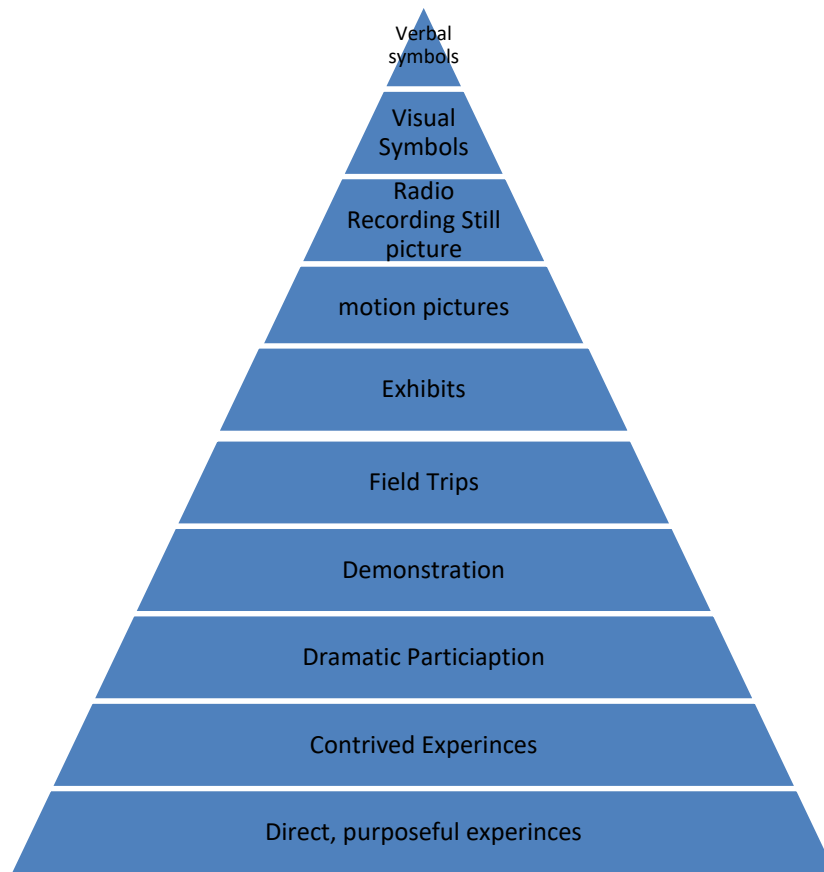 Verbal
symbols
Visual
Symbols
Radio
Recording Still
picture
motion pictures
Exhibits
Field Trips
Demonstration
Dramatic Particiaption
Contrived Experinces
Direct, purposeful experinces